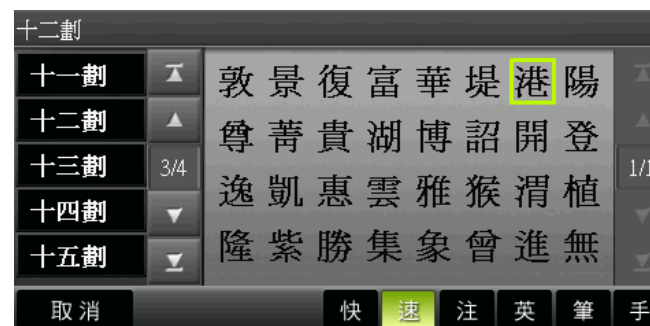 十二劃
十一劃
十二劃
十三劃
十四劃
十五劃
3/4
敦 景 復 富 華 堤 港 陽
尊 菁 貴 湖 博 詔 開 登
逸 凱 惠 雲 雅 猴 渭 植
隆 紫 勝 集 象 曾 進 無
1/1
取消 快 速 注 英 筆 手